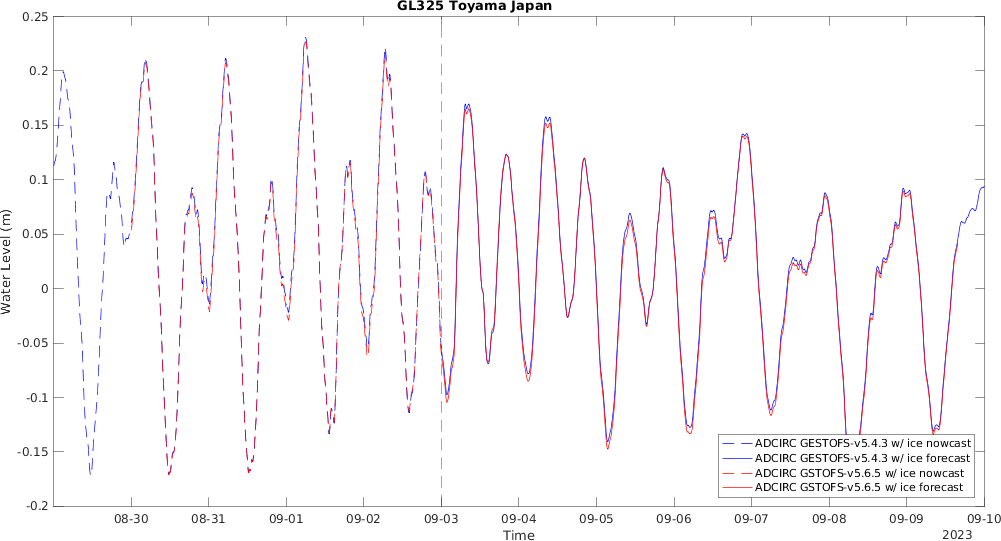 GL325 Toyama Japan
0.25
0.2
0.15
0.1
0.05
0
-0.05
-0.1
-0.15
-0.2
Water Level (m)
ADCIRC GESTOFS-v5.4.3 w/ ice nowcast
ADCIRC GESTOFS-v5.4.3 w/ ice forecast
ADCIRC GSTOFS-v5.6.5 w/ ice nowcast
ADCIRC GSTOFS-v5.6.5 w/ ice forecast
08-30 08-31 09-01 09-02 09-03 09-04 09-05 09-06 09-07 09-08 09-09 09-10
Time
2023